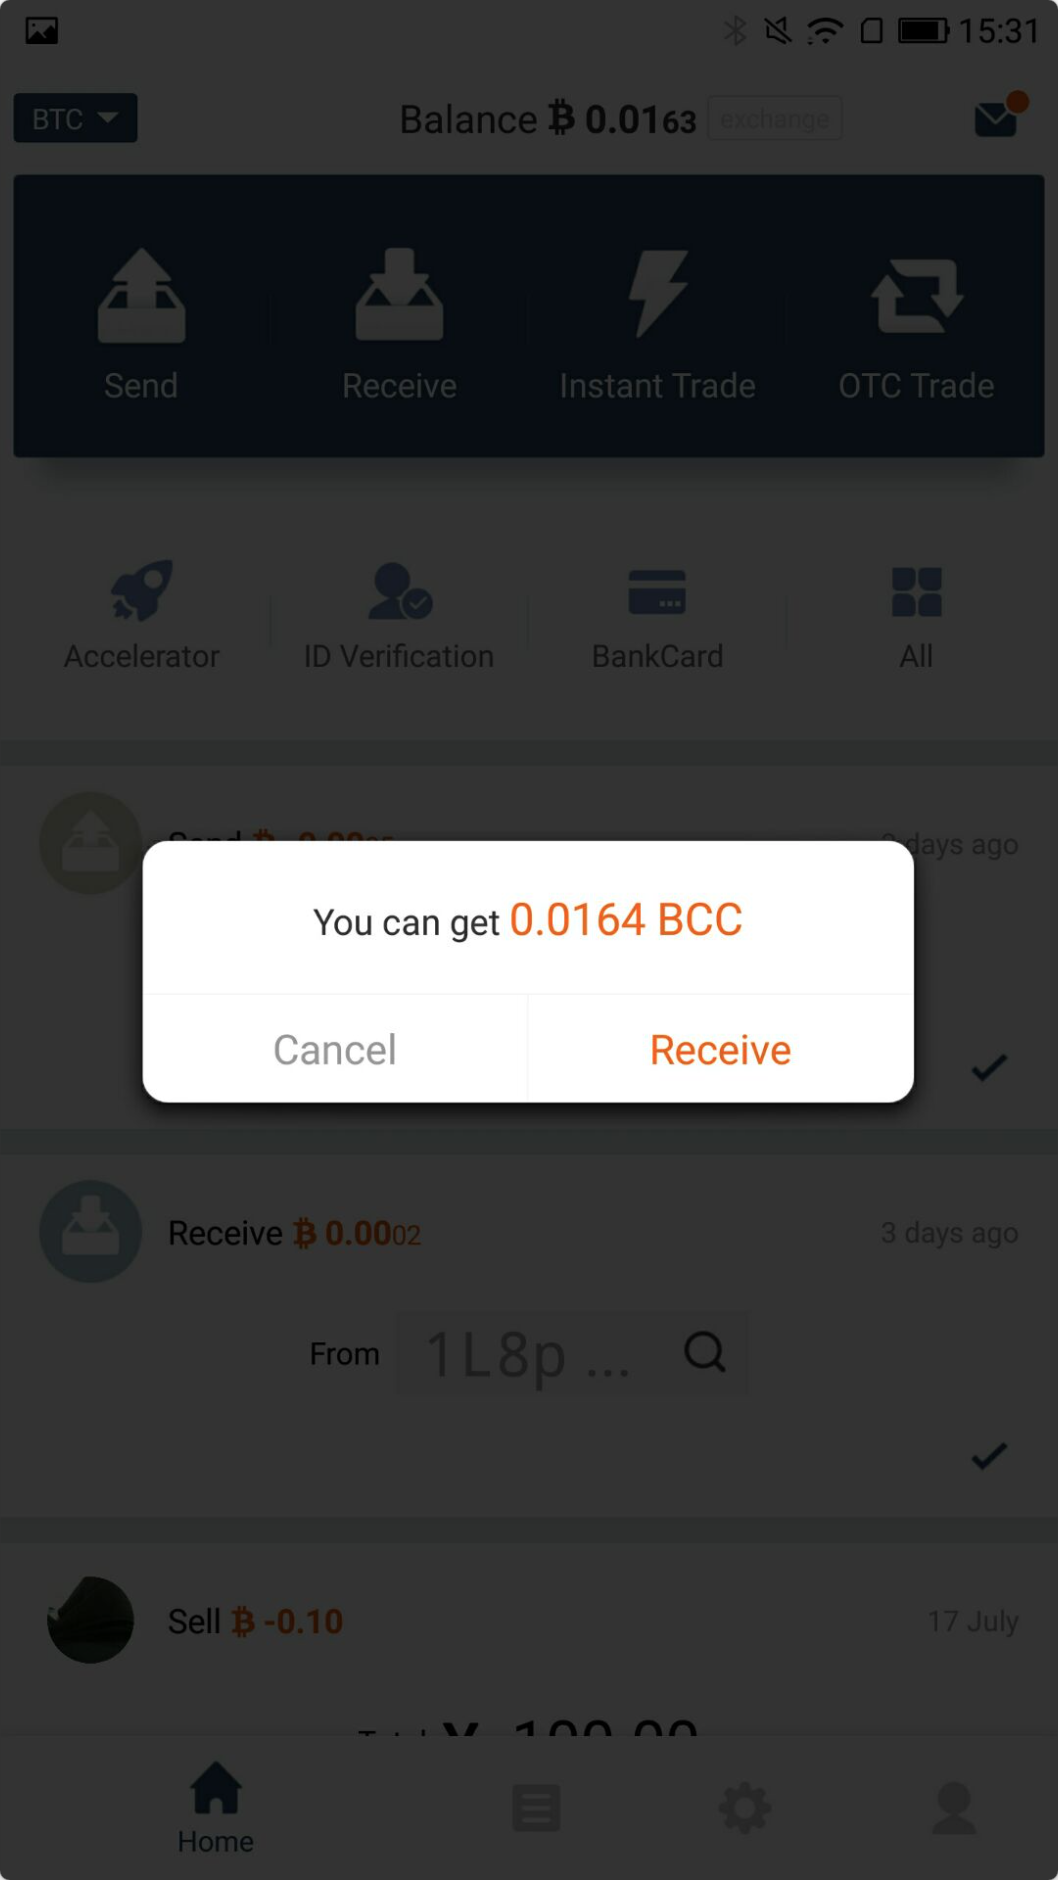 15:31
BTC Balance ₿ 0.0163 exchange
Send Receive Instant Trade OTC Trade
Accelerator ID Verification BankCard All
Send days ago
You can get 0.0164 BCC
Cancel Receive
Receive ₿ 0.0002 3 days ago
From 1L8p ...
Sell ₿ -0.10 17 July
Home